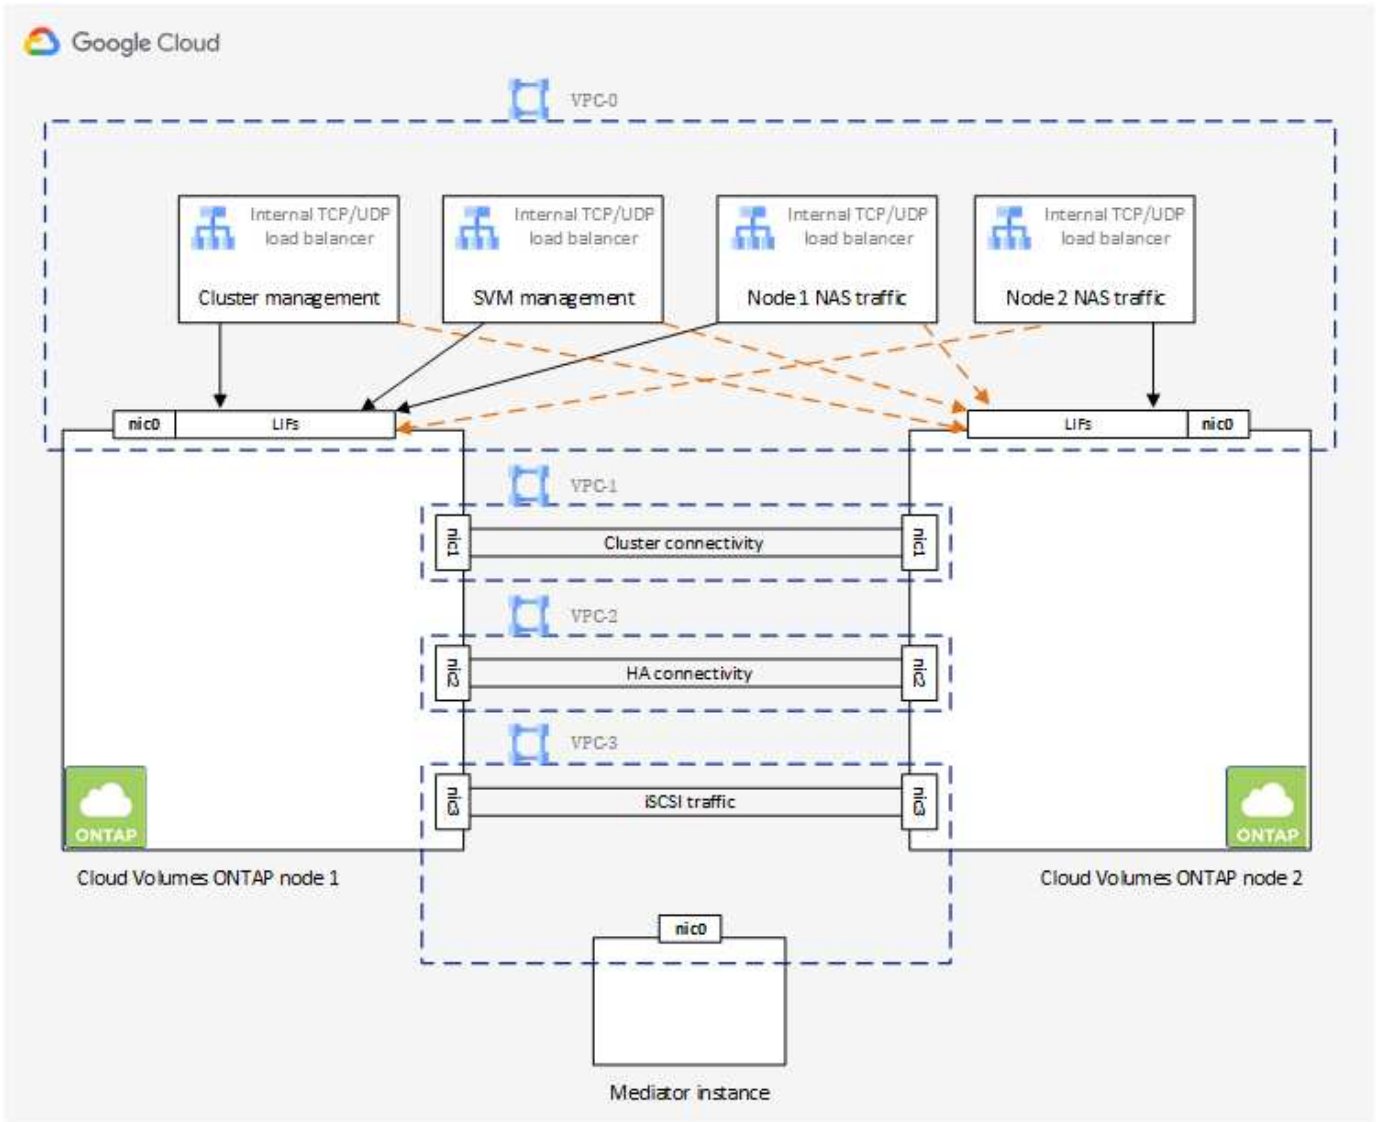 Google Cloud
VPC-0
Internal TCP/UDP
load balancer
Cluster management
Internal TCP/UDP
load balancer
SVM management
Internal TCP/UDP
load balancer
Node 1 NAS traffic
Internal TCP/UDP
load balancer
Node 2 NAS traffic
nic0
LIFs
LIFs
nic0
VPC-1
nic1
Cluster connectivity
nic1
VPC-2
nic2
HA connectivity
nic2
VPC-3
nic3
iSCSI traffic
nic3
ONTAP
ONTAP
Cloud Volumes ONTAP node 1
Cloud Volumes ONTAP node 2
nic0
Mediator instance